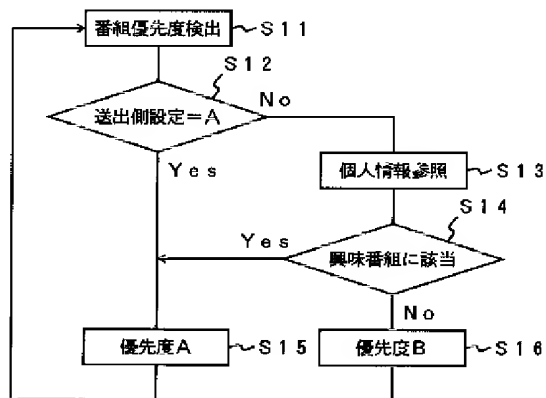 番組優先度検出
S11
S12
送出側設定=A
No
Yes
個人情報参照
S13
S14
Yes
興味番組に該当
No
優先度A
S15
優先度B
S16